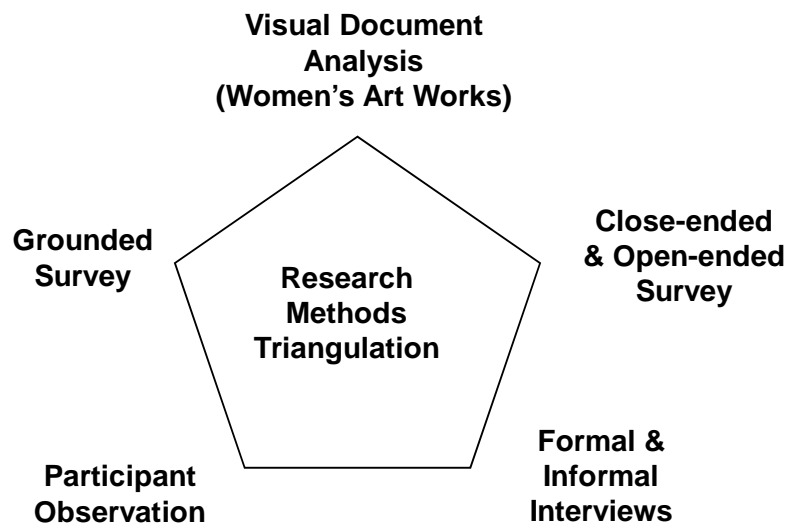 Visual Document
Analysis
(Women’s Art Works)
Grounded
Survey
Close-ended
& Open-ended
Survey
Research
Methods
Triangulation
Participant
Observation
Formal &
Informal
Interviews